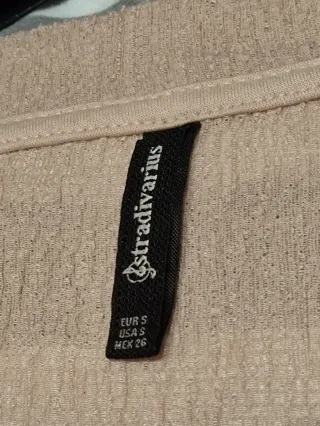 stradivarius
EUR S
USA S
MEX 26